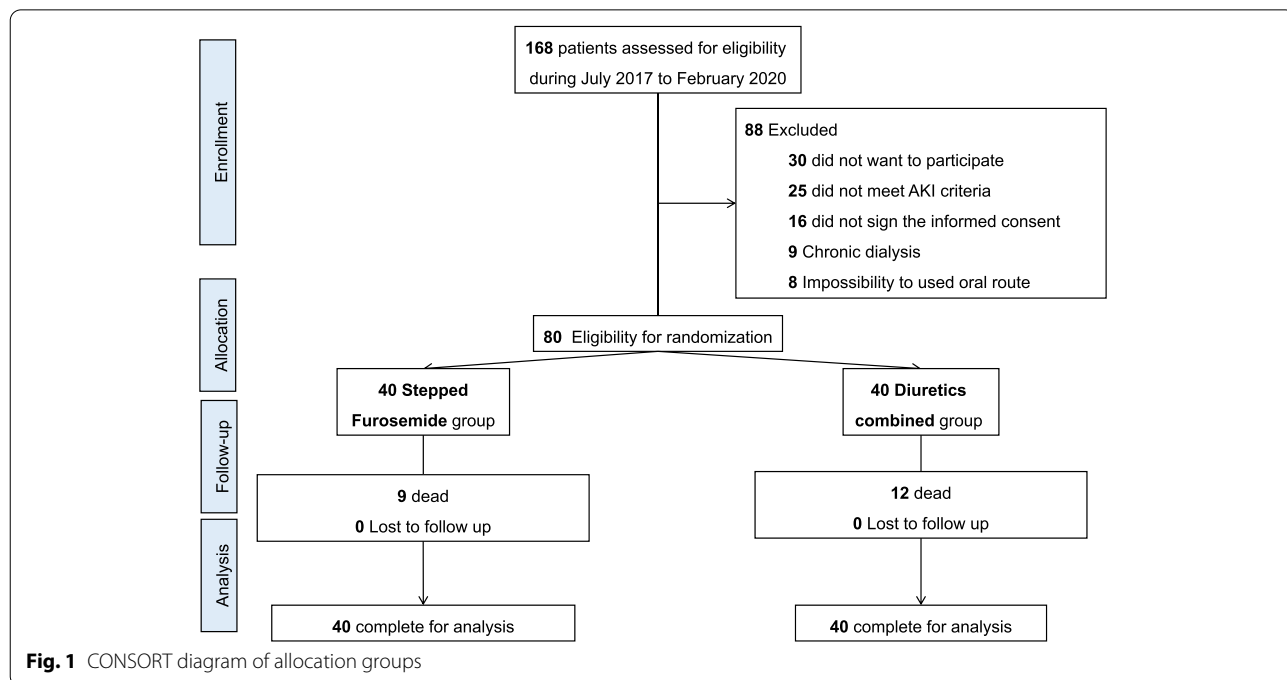 Enrollment
168 patients assessed for eligibility
during July 2017 to February 2020
88 Excluded
30 did not want to participate
25 did not meet AKI criteria
16 did not sign the informed consent
9 Chronic dialysis
8 Impossibility to used oral route
Allocation
80 Eligibility for randomization
40 Stepped
Furosemide group
40 Diuretics
combined group
Follow-up
9 dead
0 Lost to follow up
12 dead
0 Lost to follow up
Analysis
40 complete for analysis
40 complete for analysis
Fig. 1 CONSORT diagram of allocation groups